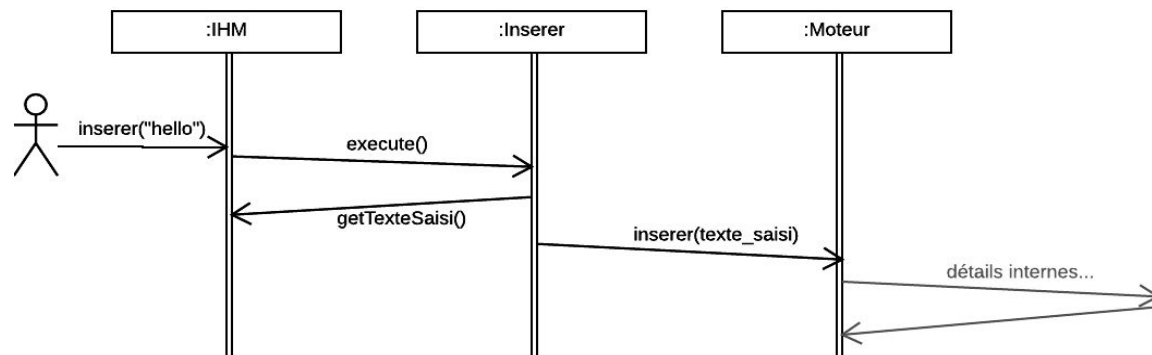 :IHM
:Inserer
:Moteur
inserer("hello")
execute()
getTexteSaisi()
inserer(texte_saisi)
détails internes...